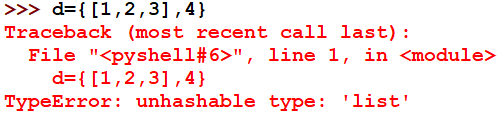 >>> d={[1,2,3],4}
Traceback (most recent call last):
  File "<pyshell#6>", line 1, in <module>
    d={[1,2,3],4}
TypeError: unhashable type: 'list'